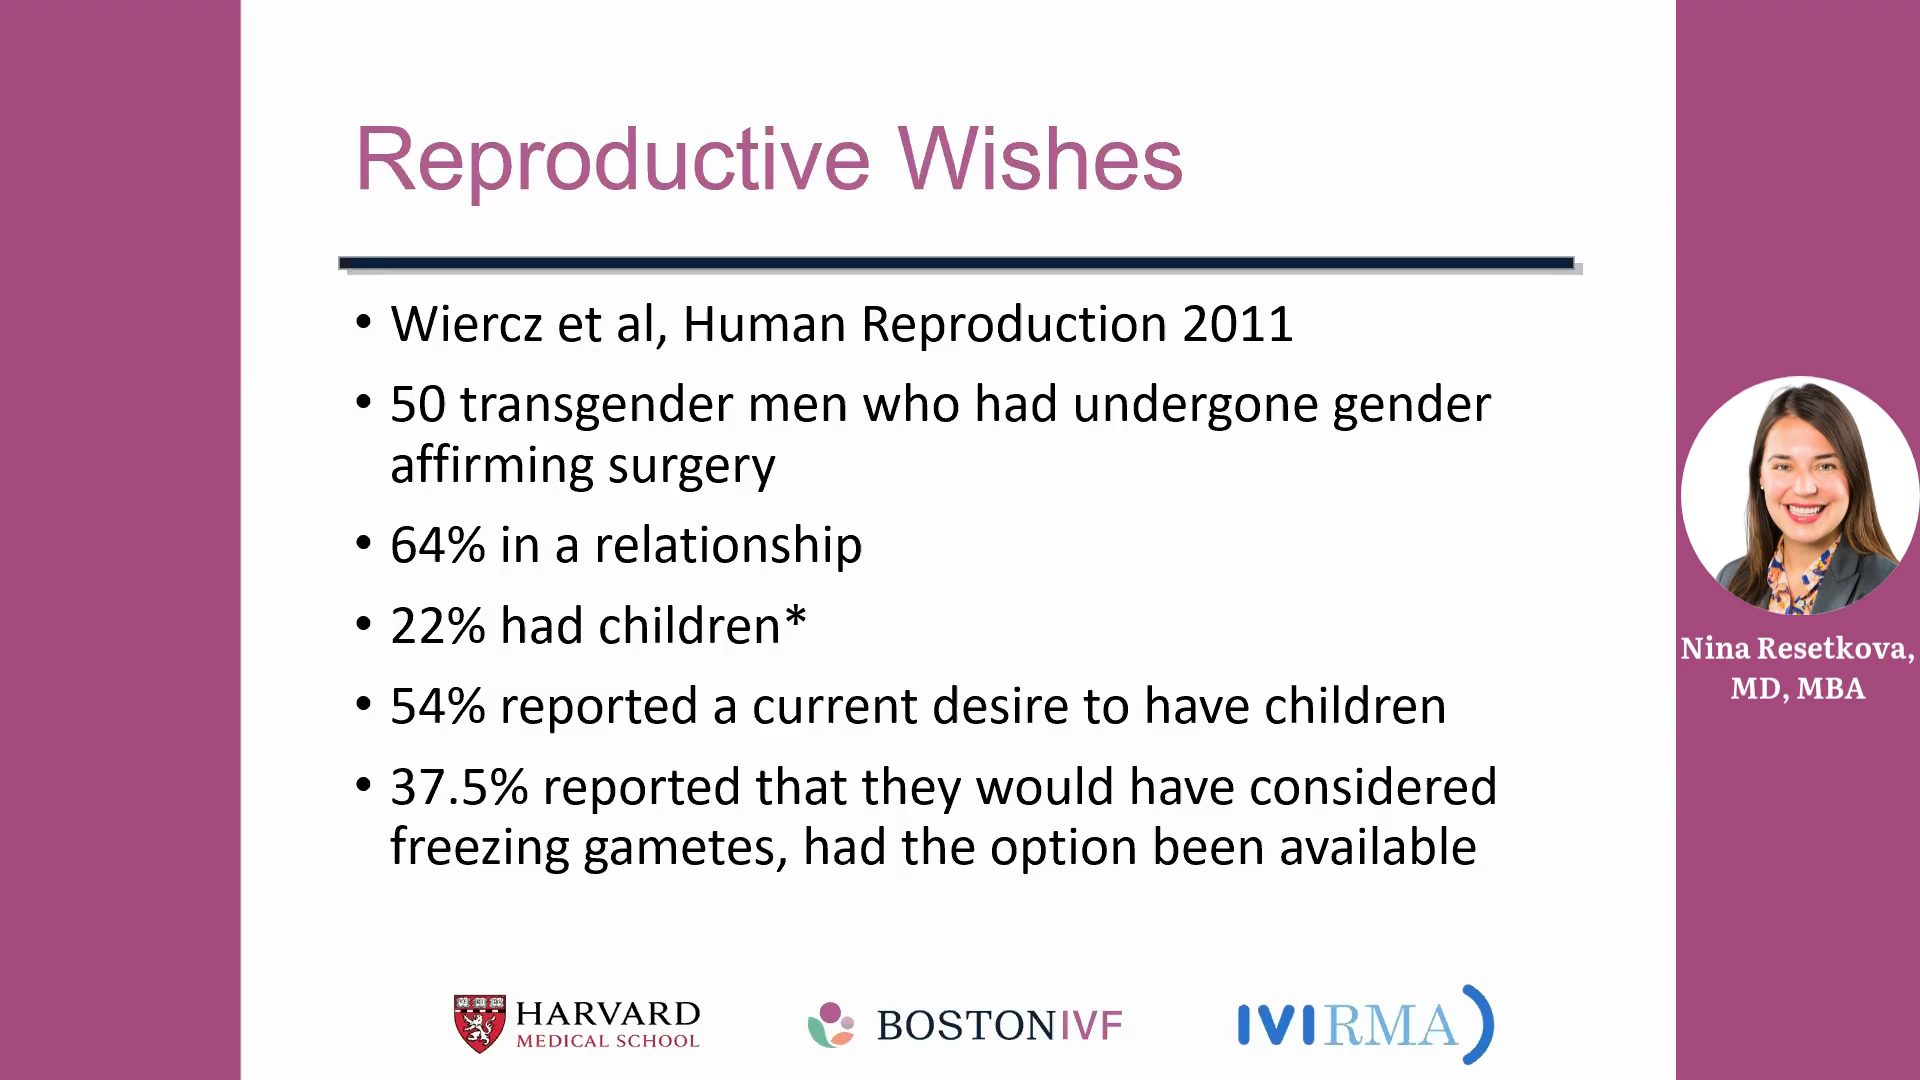 Reproductive Wishes
• Wiercz et al, Human Reproduction 2011
• 50 transgender men who had undergone gender
affirming surgery
• 64% in a relationship
• 22% had children*
• 54% reported a current desire to have children
• 37.5% reported that they would have considered
freezing gametes, had the option been available
Nina Resetkova,
MD, MBA
HARVARD
MEDICAL SCHOOL
BOSTONIVF
IVIRMA